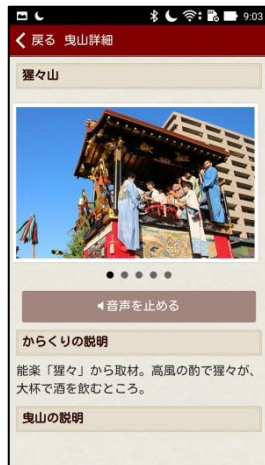 9:03
戻る 曳山詳細
猩々山
音声を止める
からくりの説明
能楽「猩々」から取材。高風の酌で猩々が、
大杯で酒を飲むところ。
曳山の説明